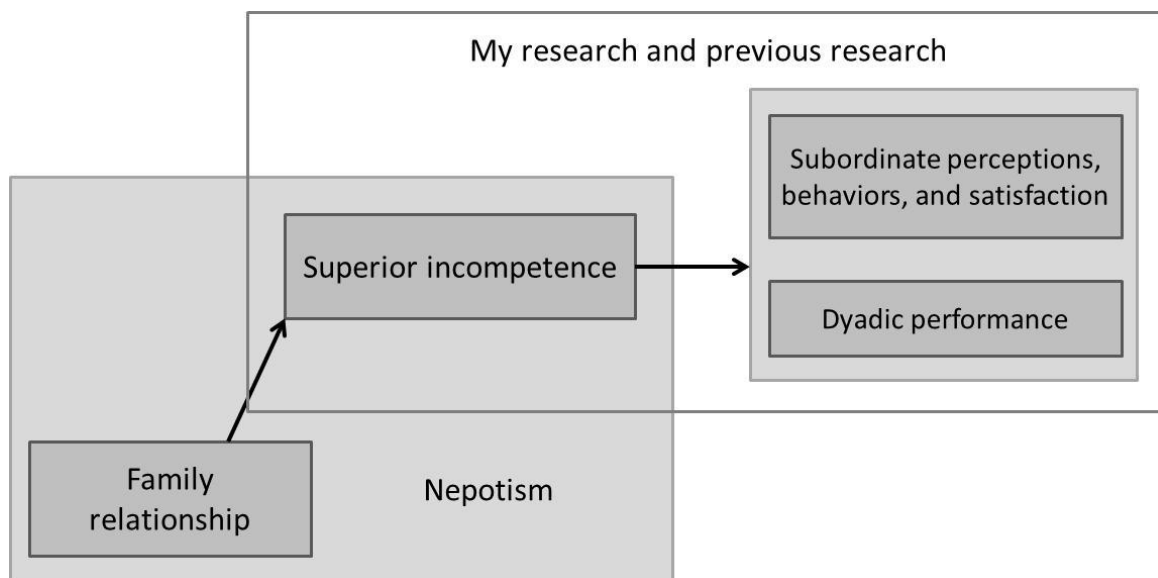 My research and previous research
Subordinate perceptions,
behaviors, and satisfaction
Superior incompetence
Dyadic performance
Family
relationship
Nepotism